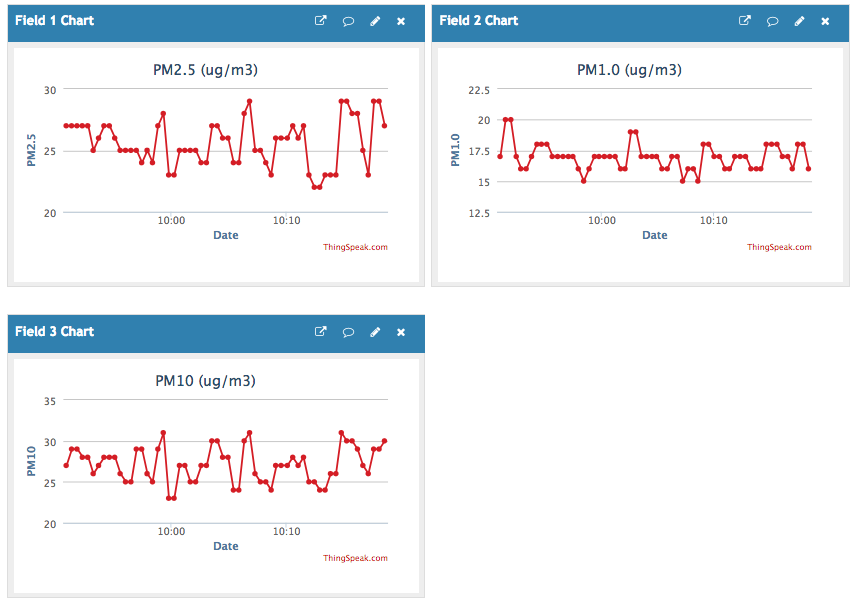 Field 1 Chart
PM2.5 (ug/m3)
30
25
20
PM2.5
10:00 10:10
Date
ThingSpeak.com
Field 2 Chart
PM1.0 (ug/m3)
22.5
20
17.5
15
12.5
PM1.0
10:00 10:10
Date
ThingSpeak.com
Field 3 Chart
PM10 (ug/m3)
35
30
25
20
PM10
10:00 10:10
Date
ThingSpeak.com